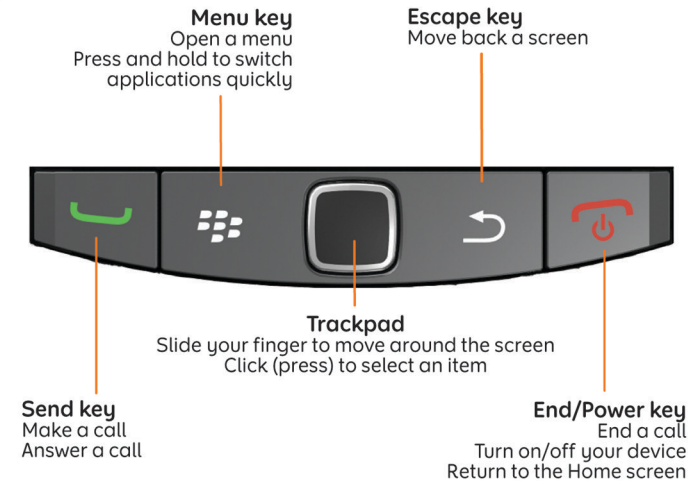 Menu key
Open a menu
Press and hold to switch
applications quickly
Escape key
Move back a screen
Trackpad
Slide your finger to move around the screen
Click (press) to select an item
Send key
Make a call
Answer a call
End/Power key
End a call
Turn on/off your device
Return to the Home screen